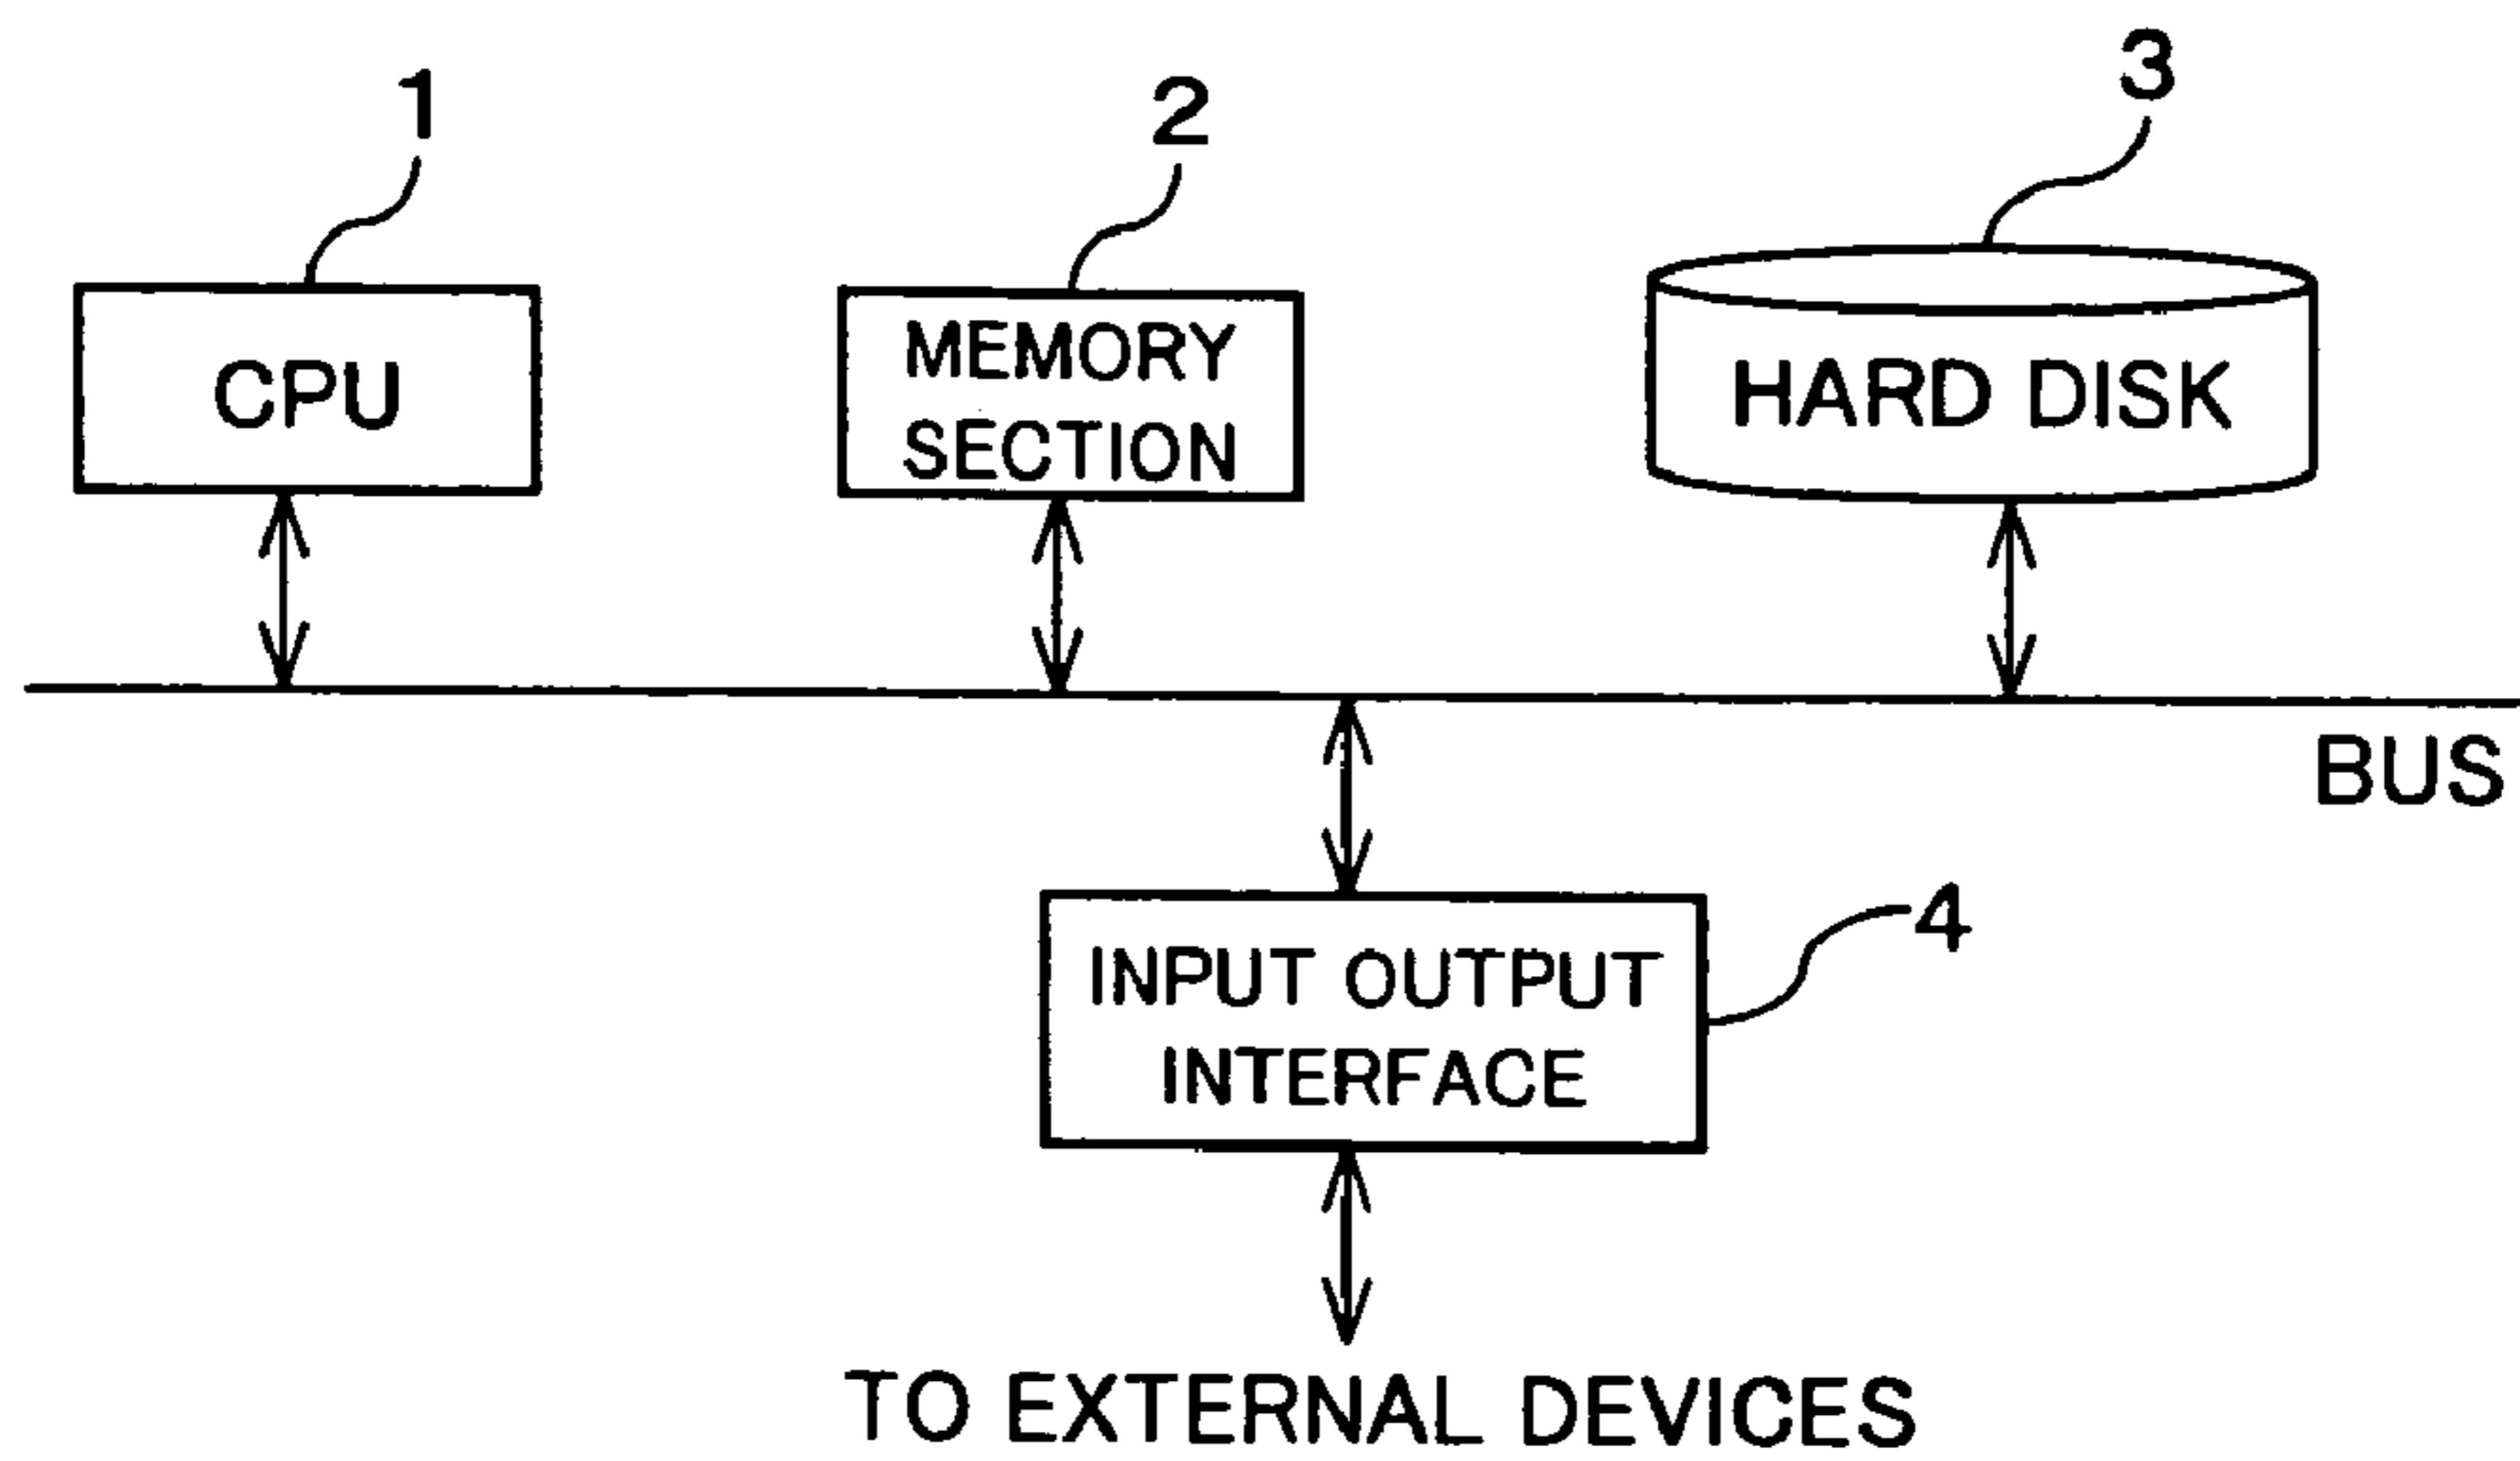 1
2
3
CPU
MEMORY
SECTION
HARD DISK
BUS
4
INPUT OUTPUT
INTERFACE
TO EXTERNAL DEVICES